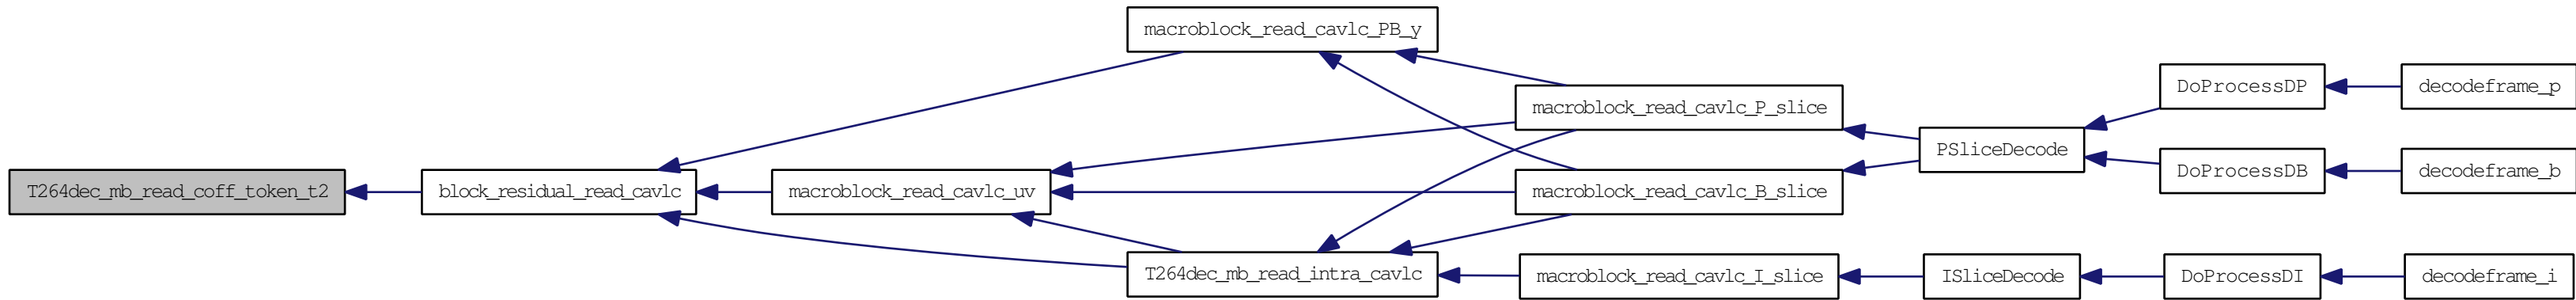 macroblock_read_cavlc_PB_y
DoProcessDP
decodeframe_p
macroblock_read_cavlc_P_slice
PSliceDecode
T264dec_mb_read_coff_token_t2
block_residual_read_cavlc
macroblock_read_cavlc_uv
macroblock_read_cavlc_B_slice
DoProcessDB
decodeframe_b
T264dec_mb_read_intra_cavlc
macroblock_read_cavlc_I_slice
ISliceDecode
DoProcessDI
decodeframe_i